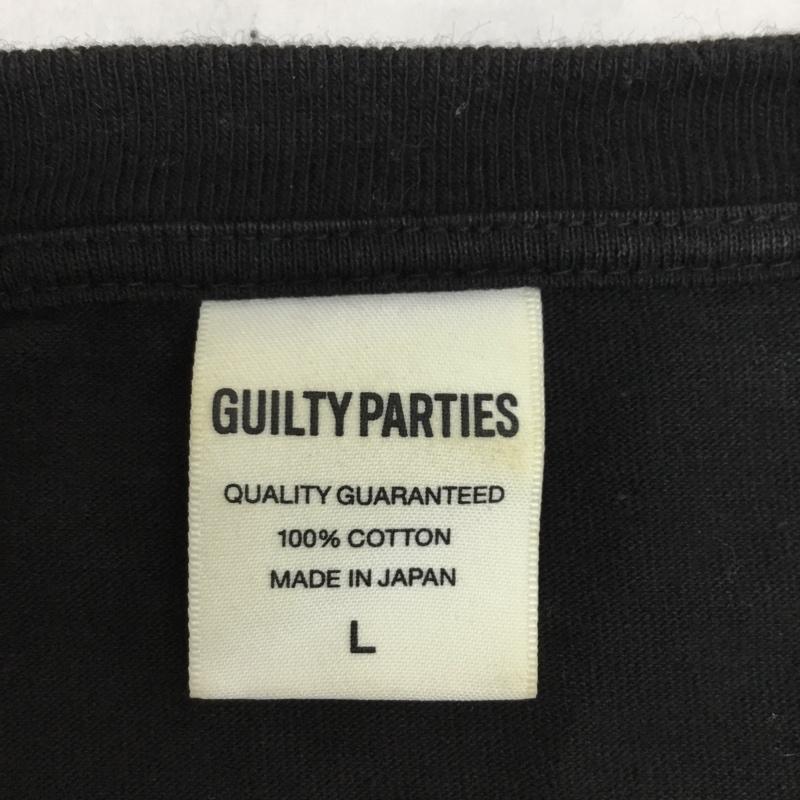 GUILTY PARTIES
QUALITY GUARANTEED
100% COTTON
MADE IN JAPAN
L